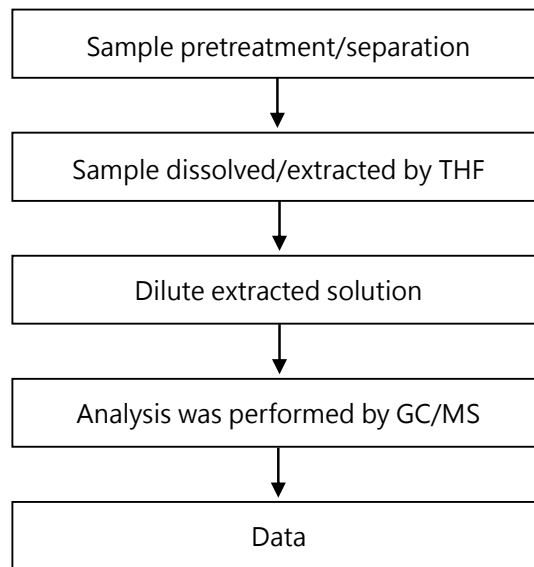 Sample pretreatment/separation
Sample dissolved/extracted by THF
Dilute extracted solution
Analysis was performed by GC/MS
Data